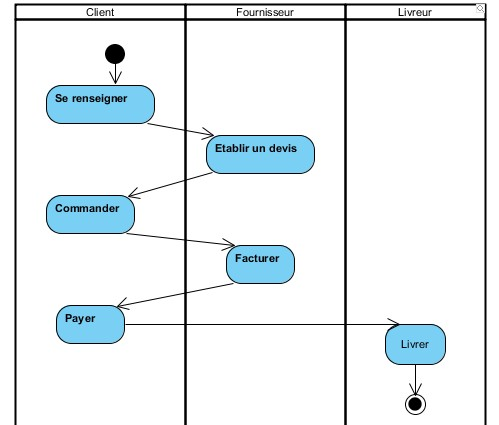 Client
Fournisseur
Livreur
Se renseigner
Etablir un devis
Commander
Facturer
Payer
Livrer